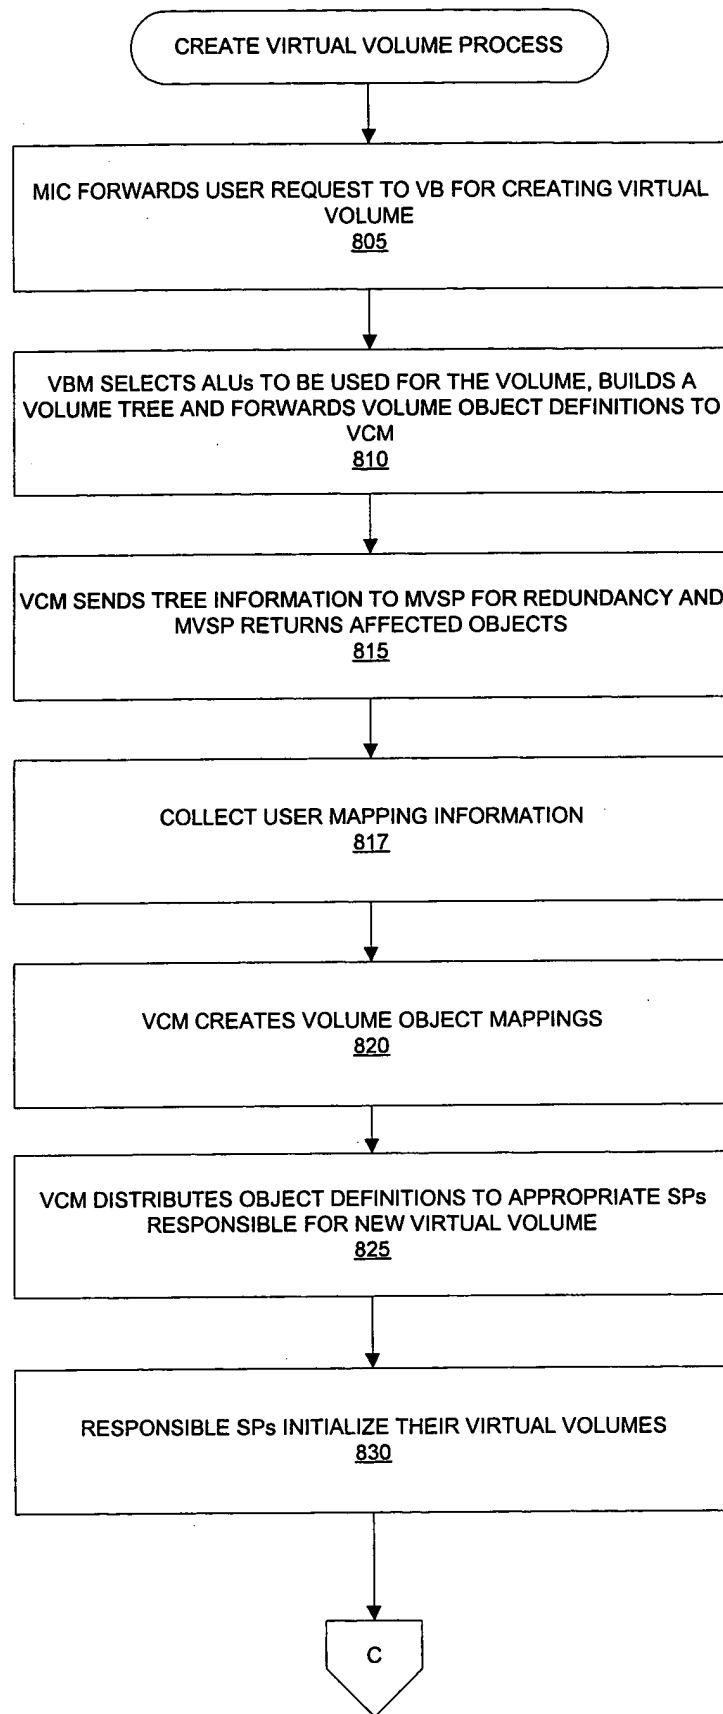 CREATE VIRTUAL VOLUME PROCESS
MIC FORWARDS USER REQUEST TO VB FOR CREATING VIRTUAL
VOLUME
805
VBM SELECTS ALUs TO BE USED FOR THE VOLUME, BUILDS A
VOLUME TREE AND FORWARDS VOLUME OBJECT DEFINITIONS TO
VCM
810
VCM SENDS TREE INFORMATION TO MVSP FOR REDUNDANCY AND
MVSP RETURNS AFFECTED OBJECTS
815
COLLECT USER MAPPING INFORMATION
817
VCM CREATES VOLUME OBJECT MAPPINGS
820
VCM DISTRIBUTES OBJECT DEFINITIONS TO APPROPRIATE SPs
RESPONSIBLE FOR NEW VIRTUAL VOLUME
825
RESPONSIBLE SPs INITIALIZE THEIR VIRTUAL VOLUMES
830
C